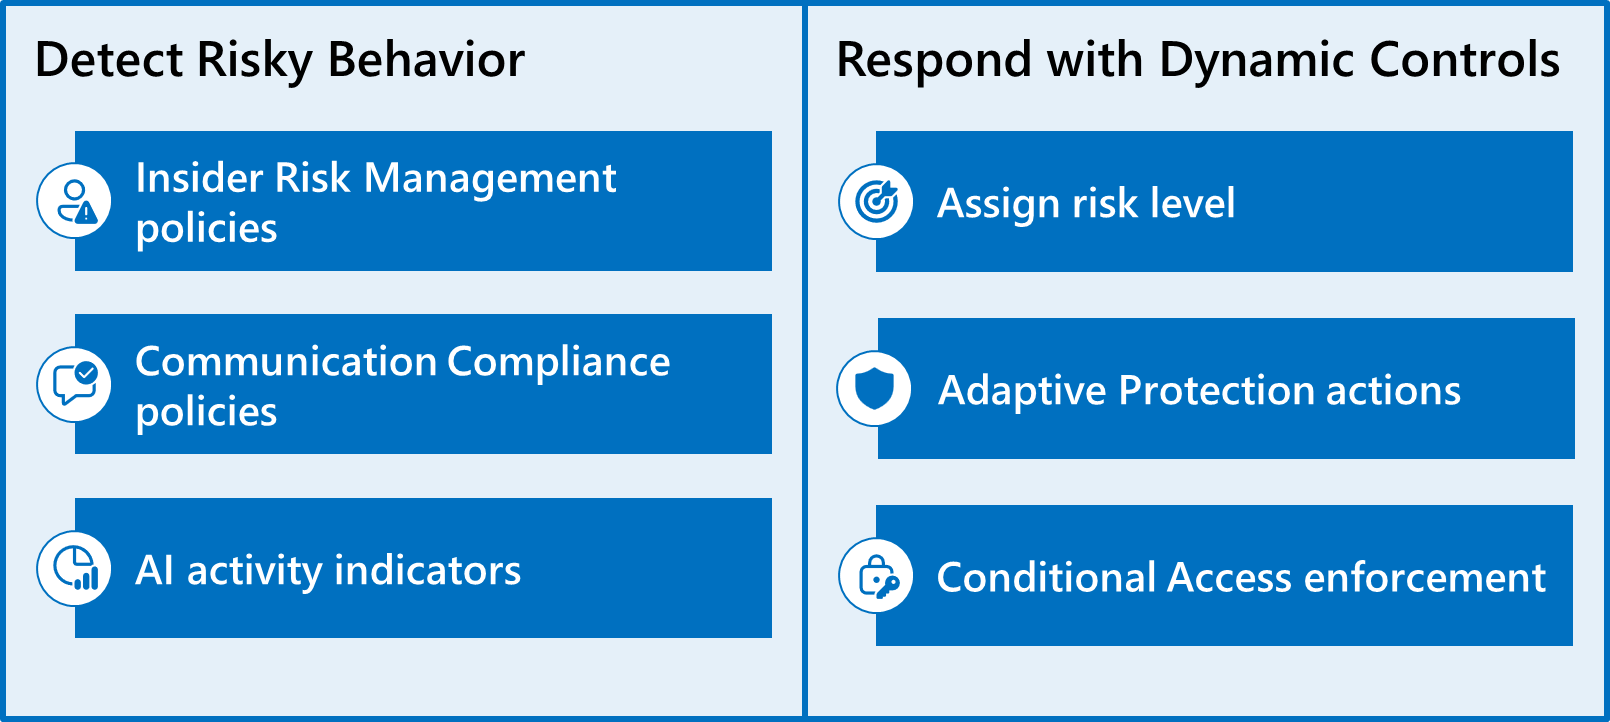 Detect Risky Behavior
Insider Risk Management
policies
Communication Compliance
policies
AI activity indicators
Respond with Dynamic Controls
Assign risk level
Adaptive Protection actions
Conditional Access enforcement